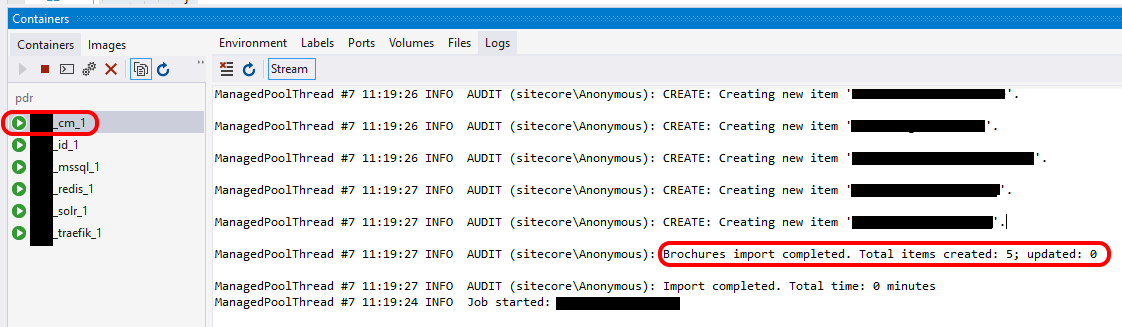 Containers
Containers Images
pdr
_cm_1
_id_1
_mssql_1
_redis_1
_solr_1
_traefik_1
Environment Labels Ports Volumes Files Logs
Stream
ManagedPoolThread #7 11:19:26 INFO AUDIT (sitecore\Anonymous): CREATE: Creating new item ' '.
ManagedPoolThread #7 11:19:26 INFO AUDIT (sitecore\Anonymous): CREATE: Creating new item ' '.
ManagedPoolThread #7 11:19:26 INFO AUDIT (sitecore\Anonymous): CREATE: Creating new item ' '.
ManagedPoolThread #7 11:19:27 INFO AUDIT (sitecore\Anonymous): CREATE: Creating new item ' '.
ManagedPoolThread #7 11:19:27 INFO AUDIT (sitecore\Anonymous): CREATE: Creating new item ' '.
ManagedPoolThread #7 11:19:27 INFO AUDIT (sitecore\Anonymous): Brochures import completed. Total items created: 5; updated: 0
ManagedPoolThread #7 11:19:27 INFO AUDIT (sitecore\Anonymous): Import completed. Total time: 0 minutes
ManagedPoolThread #7 11:19:24 INFO Job started: